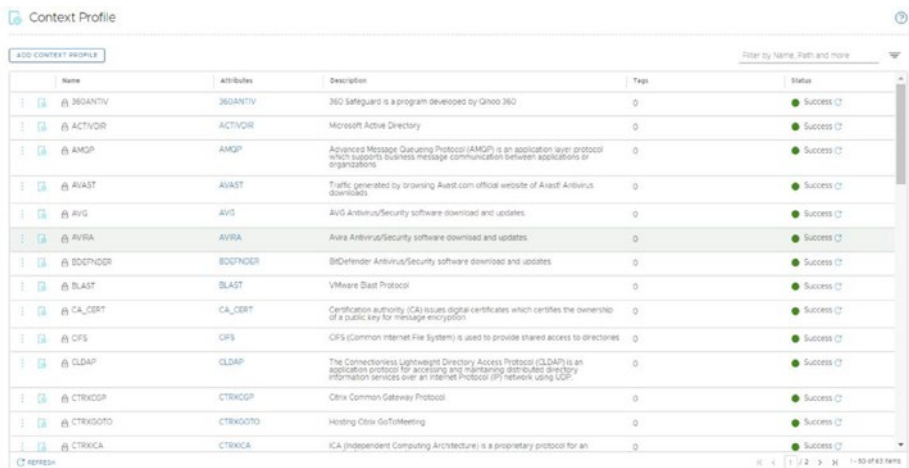 Context Profile
ADD CONTEXT PROFILE
Filter by Name, Path and more
Name Attributes Description Tags Status
360ANTIV 360ANTIV 360 Safeguard is a program developed by Qihoo 360 0 Success
ACTIVDIR ACTIVDIR Microsoft Active Directory 0 Success
AMQP AMQP Advanced Message Queueing Protocol (AMQP) is an application layer protocol 0 Success
which supports business message communication between applications or
organizations
AVAST AVAST Traffic generated by browsing Avast.com official website of Avast! Antivirus 0 Success
downloads
AVG AVG AVG Antivirus/Security software download and updates. 0 Success
AVIRA AVIRA Avira Antivirus/Security software download and updates. 0 Success
BDEFNDER BDEFNDER BitDefender Antivirus/Security software download and updates. 0 Success
BLAST BLAST VMware Blast Protocol 0 Success
CA_CERT CA_CERT Certification authority (CA) issues digital certificates which certifies the ownership 0 Success
of a public key for message encryption
CIFS CIFS CIFS (Common Internet File System) is used to provide shared access to directories 0 Success
CLDAP CLDAP The Connectionless Lightweight Directory Access Protocol (CLDAP) is an 0 Success
application protocol for accessing and maintaining distributed directory
information services over an Internet Protocol (IP) network using UDP.
CTRXCGP CTRXCGP Citrix Common Gateway Protocol. 0 Success
CTRXGOTO CTRXGOTO Hosting Citrix GoToMeeting 0 Success
CTRXICA CTRXICA ICA (Independent Computing Architecture) is a proprietary protocol for an 0 Success
REFRESH 1 / 2 1 - 50 of 83 items